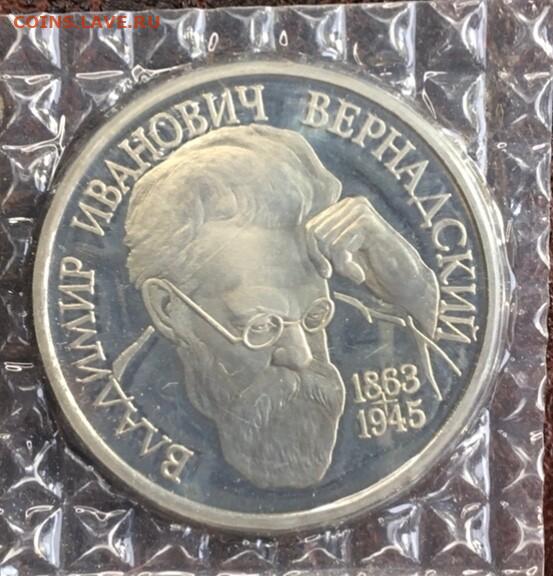 COINS.LAVE.RU
ВЛАДИМИР ИВАНОВИЧ ВЕРНАДСКИЙ
1863
1945